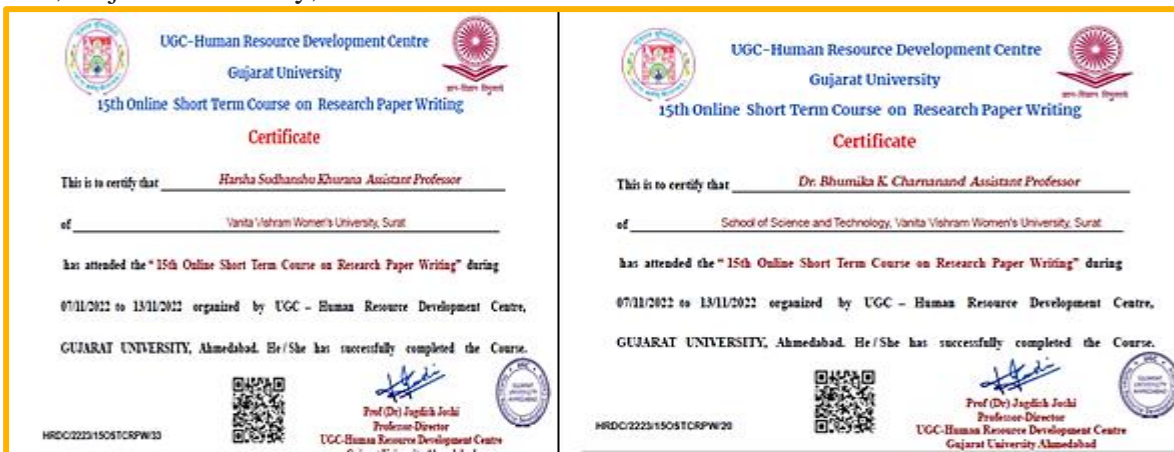 UGC-Human Resource Development Centre
Gujarat University
15th Online Short Term Course on Research Paper Writing
Certificate
This is to certify that Harsha Sudhanshu Khurana Assistant Professor
of Vanita Vishram Women's University, Surat
has attended the "15th Online Short Term Course on Research Paper Writing" during
07/11/2022 to 13/11/2022 organized by UGC – Human Resource Development Centre,
GUJARAT UNIVERSITY, Ahmedabad. He/She has successfully completed the Course.
Prof (Dr) Jagdish Joshi
Professor-Director
UGC-Human Resource Development Centre
HRDC/2223/15OSTCRPW/33
UGC-Human Resource Development Centre
Gujarat University
15th Online Short Term Course on Research Paper Writing
Certificate
This is to certify that Dr. Bhumika K. Charnanand Assistant Professor
of School of Science and Technology, Vanita Vishram Women's University, Surat
has attended the "15th Online Short Term Course on Research Paper Writing" during
07/11/2022 to 13/11/2022 organized by UGC – Human Resource Development Centre,
GUJARAT UNIVERSITY, Ahmedabad. He/She has successfully completed the Course.
Prof (Dr) Jagdish Joshi
Professor-Director
UGC-Human Resource Development Centre
Gujarat University Ahmedabad
HRDC/2223/15OSTCRPW/20